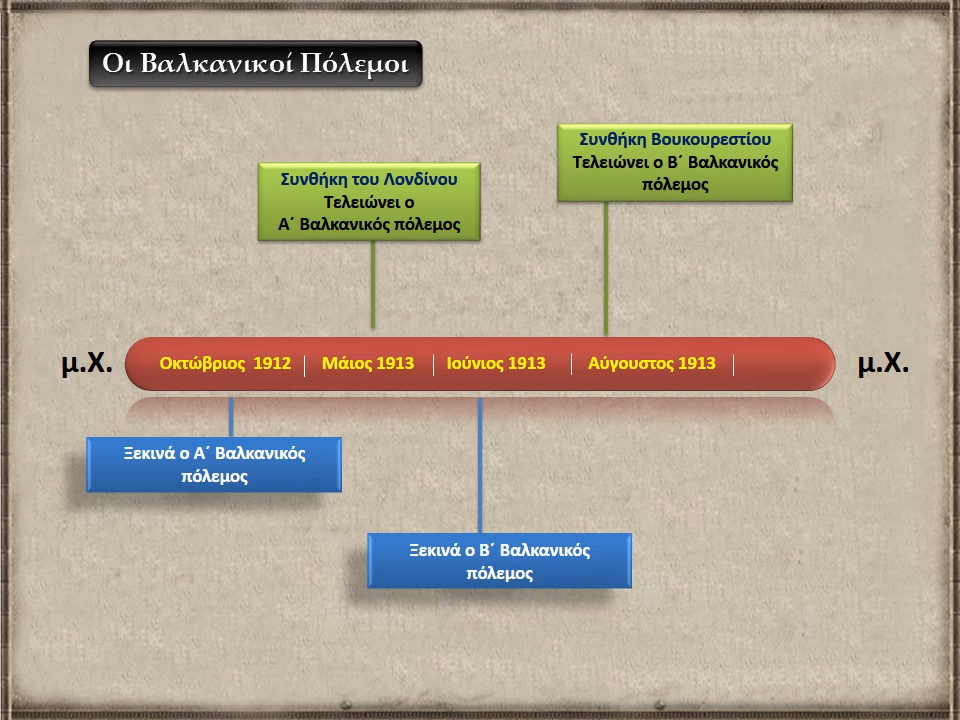 Οι Βαλκανικοί Πόλεμοι
Συνθήκη Βουκουρεστίου
Τελειώνει ο Β΄ Βαλκανικός
πόλεμος
Συνθήκη του Λονδίνου
Τελειώνει ο
Α΄ Βαλκανικός πόλεμος
μ.Χ. Οκτώβριος 1912 Μάιος 1913 Ιούνιος 1913 Αύγουστος 1913 μ.Χ.
Ξεκινά ο Α΄ Βαλκανικός
πόλεμος
Ξεκινά ο Β΄ Βαλκανικός
πόλεμος